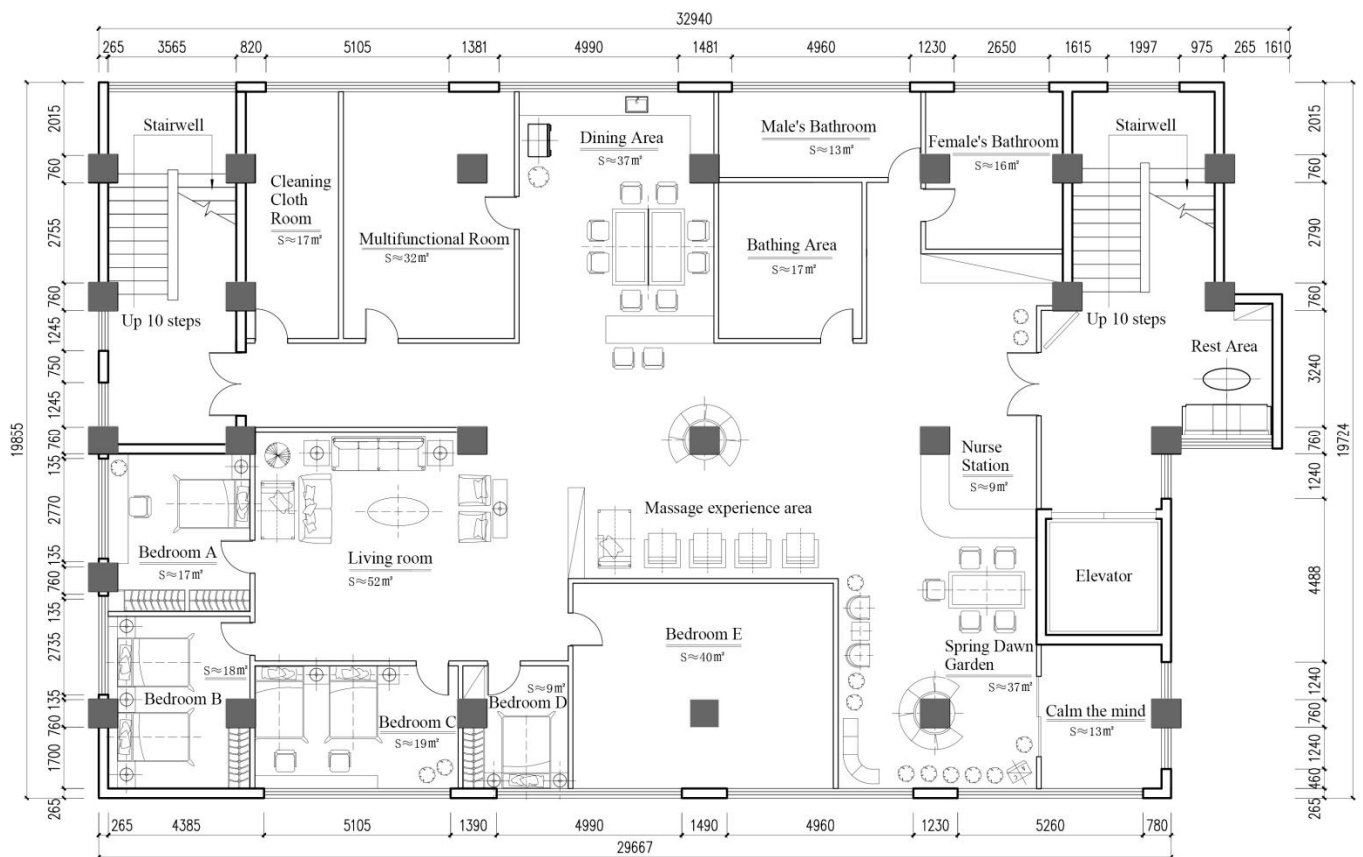 32940
265 3565 820 5105 1381 4990 1481 4960 1230 2650 1615 1997 975 265 1610
19855
2015
760
2755
760
1245
750
1245
760
135
2770
135
760
135
2735
135
760
1700
265
Stairwell
Up 10 steps
Cleaning
Cloth
Room
S≈17m²
Multifunctional Room
S≈32m²
Dining Area
S≈37m²
Male's Bathroom
S≈13m²
Female's Bathroom
S≈16m²
Bathing Area
S≈17m²
Stairwell
Up 10 steps
Rest Area
Nurse
Station
S≈9m²
Massage experience area
Living room
S≈52m²
Bedroom A
S≈17m²
S≈18m²
Bedroom B
Bedroom C
S≈19m²
S≈9m²
Bedroom D
Bedroom E
S≈40m²
Spring Dawn
Garden
S≈37m²
Elevator
Calm the mind
S≈13m²
2015
760
2790
760
3240
760
1240
4488
1240
760
1240
460
265
19724
265 4385 5105 1390 4990 1490 4960 1230 5260 780
29667